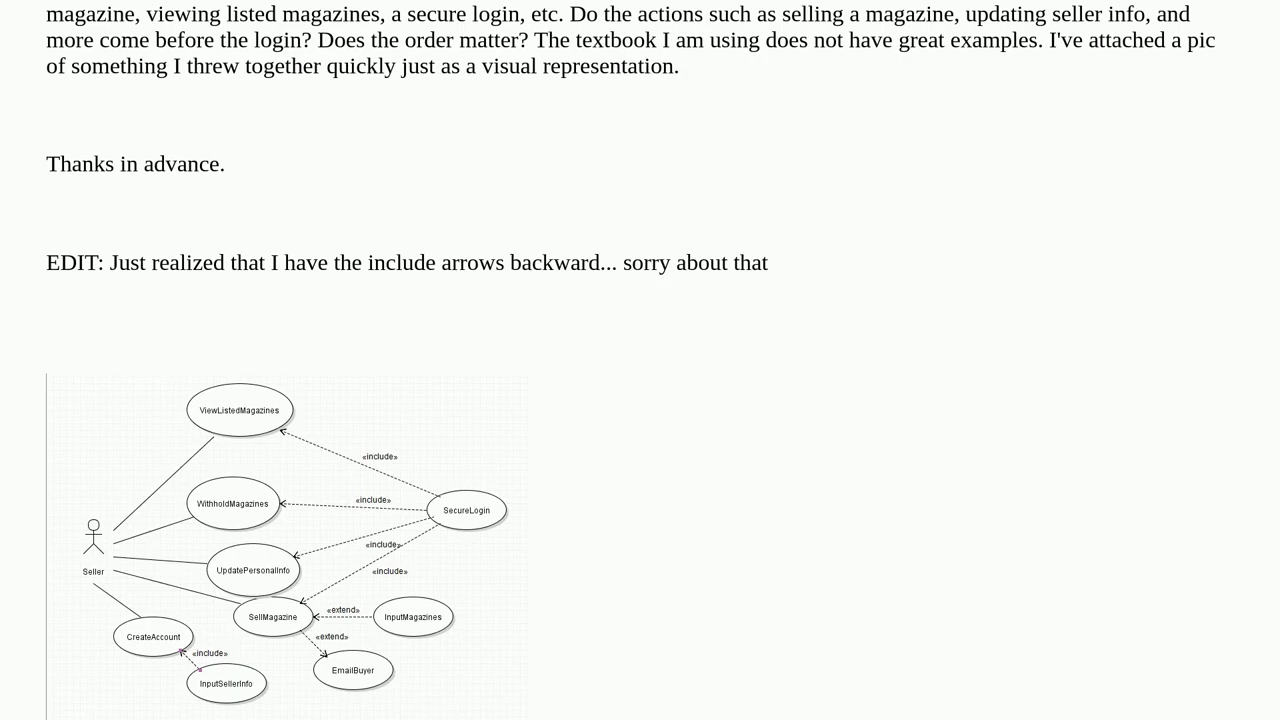 magazine, viewing listed magazines, a secure login, etc. Do the actions such as selling a magazine, updating seller info, and
more come before the login? Does the order matter? The textbook I am using does not have great examples. I've attached a pic
of something I threw together quickly just as a visual representation.
Thanks in advance.
EDIT: Just realized that I have the include arrows backward... sorry about that
ViewListedMagazines
«include»
WithholdMagazines
«include»
SecureLogin
«include»
UpdatePersonalInfo
«include»
Seller
«extend»
SellMagazine
InputMagazines
CreateAccount
«extend»
«include»
EmailBuyer
InputSellerInfo